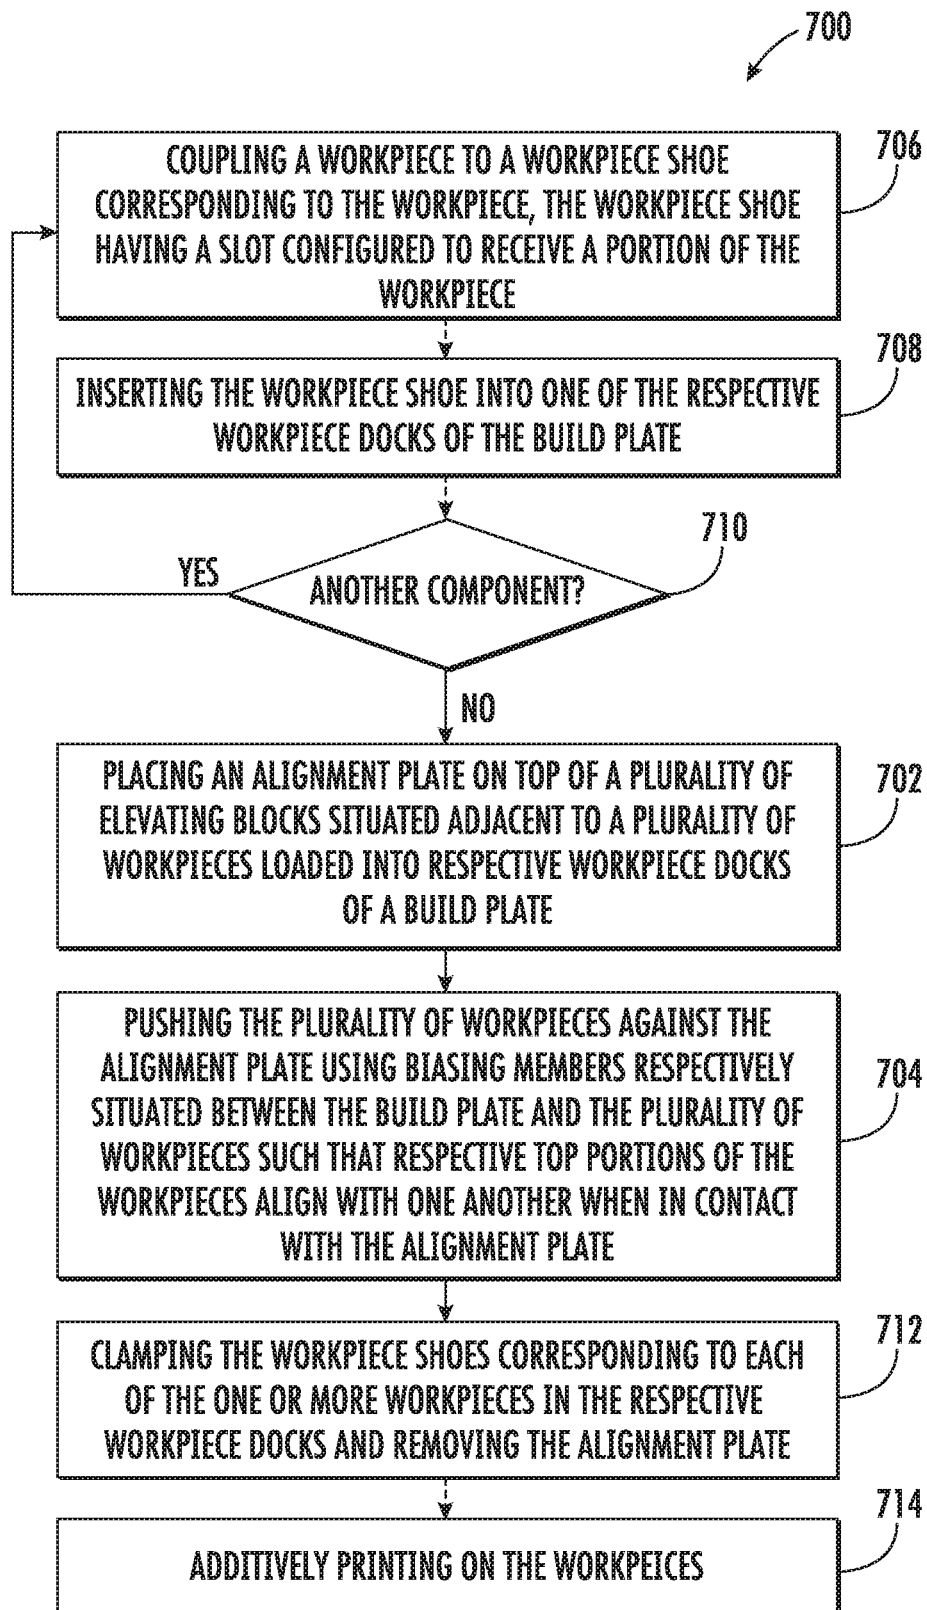 700
COUPLING A WORKPIECE TO A WORKPIECE SHOE
CORRESPONDING TO THE WORKPIECE, THE WORKPIECE SHOE
HAVING A SLOT CONFIGURED TO RECEIVE A PORTION OF THE
WORKPIECE
706
INSERTING THE WORKPIECE SHOE INTO ONE OF THE RESPECTIVE
WORKPIECE DOCKS OF THE BUILD PLATE
708
ANOTHER COMPONENT?
710
YES
NO
PLACING AN ALIGNMENT PLATE ON TOP OF A PLURALITY OF
ELEVATING BLOCKS SITUATED ADJACENT TO A PLURALITY OF
WORKPIECES LOADED INTO RESPECTIVE WORKPIECE DOCKS
OF A BUILD PLATE
702
PUSHING THE PLURALITY OF WORKPIECES AGAINST THE
ALIGNMENT PLATE USING BIASING MEMBERS RESPECTIVELY
SITUATED BETWEEN THE BUILD PLATE AND THE PLURALITY OF
WORKPIECES SUCH THAT RESPECTIVE TOP PORTIONS OF THE
WORKPIECES ALIGN WITH ONE ANOTHER WHEN IN CONTACT
WITH THE ALIGNMENT PLATE
704
CLAMPING THE WORKPIECE SHOES CORRESPONDING TO EACH
OF THE ONE OR MORE WORKPIECES IN THE RESPECTIVE
WORKPIECE DOCKS AND REMOVING THE ALIGNMENT PLATE
712
ADDITIVELY PRINTING ON THE WORKPEICES
714